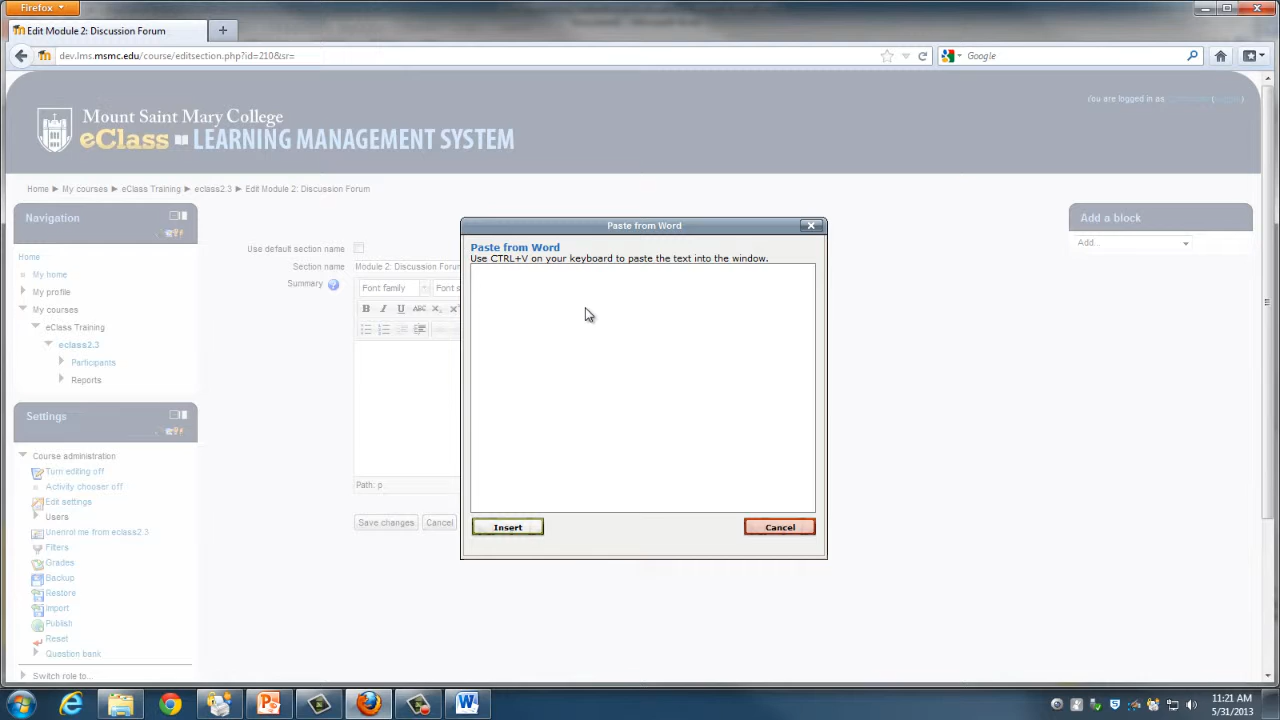 Firefox
Edit Module 2: Discussion Forum
dev.lms.msmc.edu/course/editsection.php?id=210&sr=
Google
Mount Saint Mary College
eClass LEARNING MANAGEMENT SYSTEM
You are logged in as
Home ► My courses ► eClass Training ► eclass2.3 ► Edit Module 2: Discussion Forum
Navigation
Home
My home
My profile
My courses
eClass Training
eclass2.3
Participants
Reports
Settings
Course administration
Turn editing off
Activity chooser off
Edit settings
Users
Unenrol me from eclass2.3
Filters
Grades
Backup
Restore
Import
Publish
Reset
Question bank
Switch role to...
Use default section name
Section name
Module 2: Discussion Forum
Summary
Font family
Font s
B I U ABC
Path: p
Save changes
Cancel
Paste from Word
Paste from Word
Use CTRL+V on your keyboard to paste the text into the window.
Insert
Cancel
Add a block
Add...
11:21 AM
5/31/2013